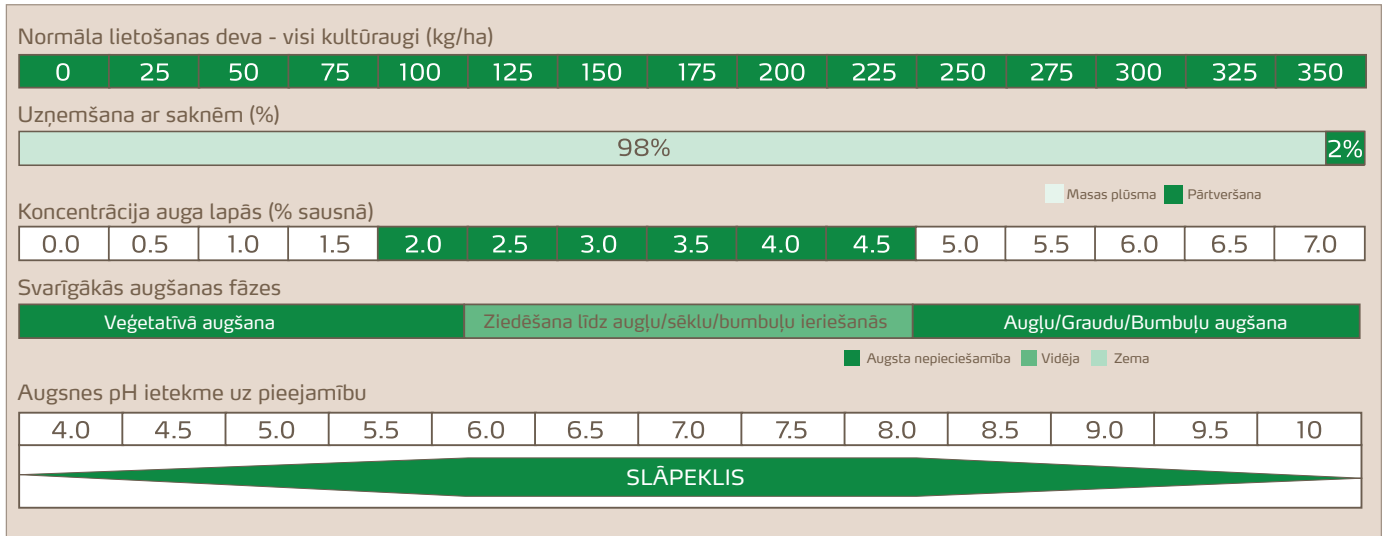 Normāla lietošanas deva - visi kultūraugi (kg/ha)
0 25 50 75 100 125 150 175 200 225 250 275 300 325 350
Uzņemšana ar saknēm (%)
98% 2%
Masas plūsma Pārtveršana
Koncentrācija auga lapās (% sausnā)
0.0 0.5 1.0 1.5 2.0 2.5 3.0 3.5 4.0 4.5 5.0 5.5 6.0 6.5 7.0
Svarīgākās augšanas fāzes
Veģetatīvā augšana Ziedēšana līdz augļu/sēklu/bumbuļu ieriešanās Augļu/Graudu/Bumbuļu augšana
Augsta nepieciešamība Vidēja Zema
Augsnes pH ietekme uz pieejamību
4.0 4.5 5.0 5.5 6.0 6.5 7.0 7.5 8.0 8.5 9.0 9.5 10
SLĀPEKLIS